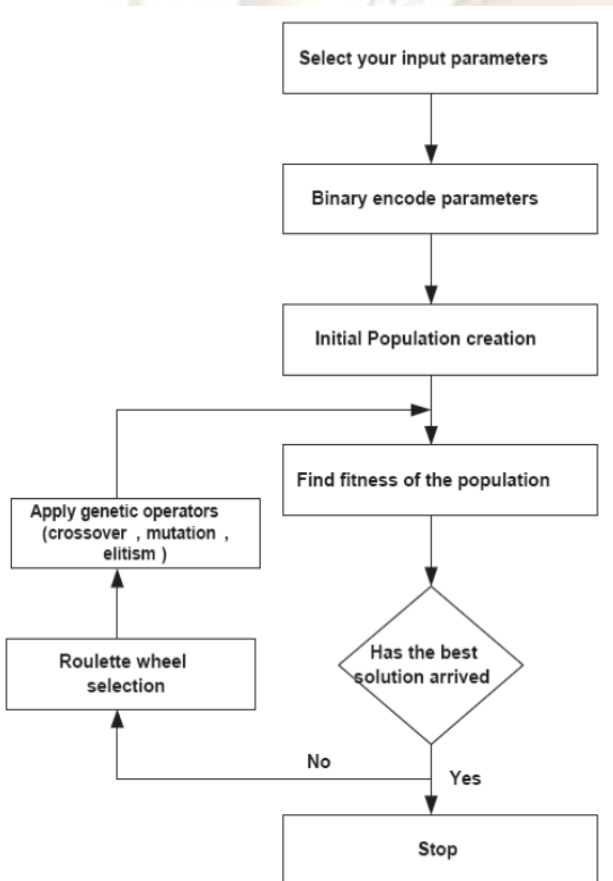 Select your input parameters
Binary encode parameters
Initial Population creation
Find fitness of the population
Apply genetic operators
(crossover , mutation ,
elitism )
Has the best
solution arrived
Roulette wheel
selection
No
Yes
Stop